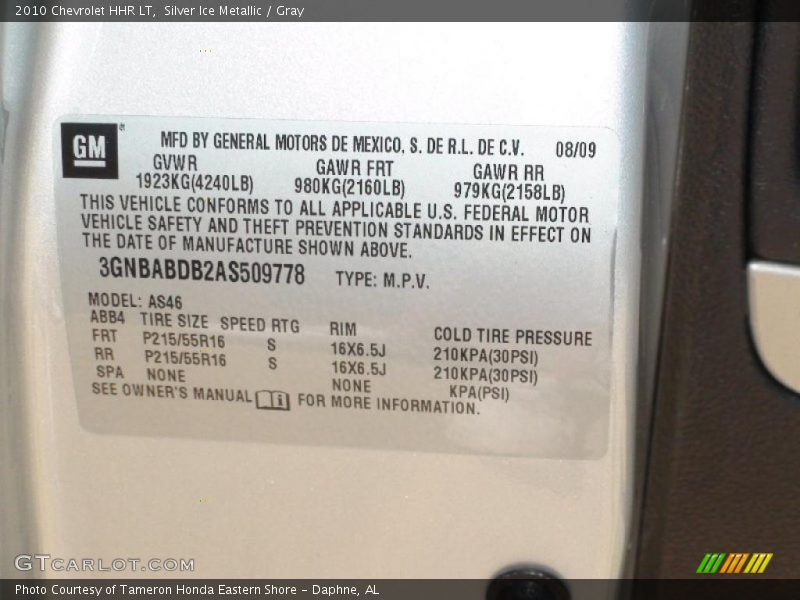 2010 Chevrolet HHR LT, Silver Ice Metallic / Gray
GM
MFD BY GENERAL MOTORS DE MEXICO, S. DE R.L. DE C.V. 08/09
GVWR GAWR FRT GAWR RR
1923KG(4240LB) 980KG(2160LB) 979KG(2158LB)
THIS VEHICLE CONFORMS TO ALL APPLICABLE U.S. FEDERAL MOTOR
VEHICLE SAFETY AND THEFT PREVENTION STANDARDS IN EFFECT ON
THE DATE OF MANUFACTURE SHOWN ABOVE.
3GNBABDB2AS509778 TYPE: M.P.V.
MODEL: AS46
ABB4 TIRE SIZE SPEED RTG RIM COLD TIRE PRESSURE
FRT P215/55R16 S 16X6.5J 210KPA(30PSI)
RR P215/55R16 S 16X6.5J 210KPA(30PSI)
SPA NONE NONE KPA(PSI)
SEE OWNER'S MANUAL FOR MORE INFORMATION.
GTCARLOT.COM
Photo Courtesy of Tameron Honda Eastern Shore - Daphne, AL